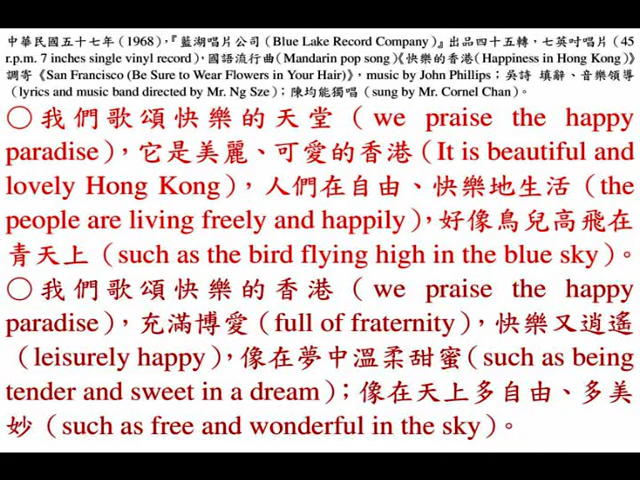 中華民國五十七年（1968），『藍湖唱片公司（Blue Lake Record Company）』出品四十五轉，七英吋唱片（45
r.p.m. 7 inches single vinyl record），國語流行曲（Mandarin pop song）《快樂的香港（Happiness in Hong Kong）》
調寄《San Francisco (Be Sure to Wear Flowers in Your Hair)》，music by John Phillips；吳詩 填辭、音樂領導
（lyrics and music band directed by Mr. Ng Sze）；陳均能獨唱（sung by Mr. Cornel Chan）。
○我們歌頌快樂的天堂（we praise the happy
paradise），它是美麗、可愛的香港（It is beautiful and
lovely Hong Kong），人們在自由、快樂地生活（the
people are living freely and happily），好像鳥兒高飛在
青天上（such as the bird flying high in the blue sky）。
○我們歌頌快樂的香港（we praise the happy
paradise），充滿博愛（full of fraternity），快樂又逍遙
（leisurely happy），像在夢中溫柔甜蜜（such as being
tender and sweet in a dream）；像在天上多自由、多美
妙（such as free and wonderful in the sky）。